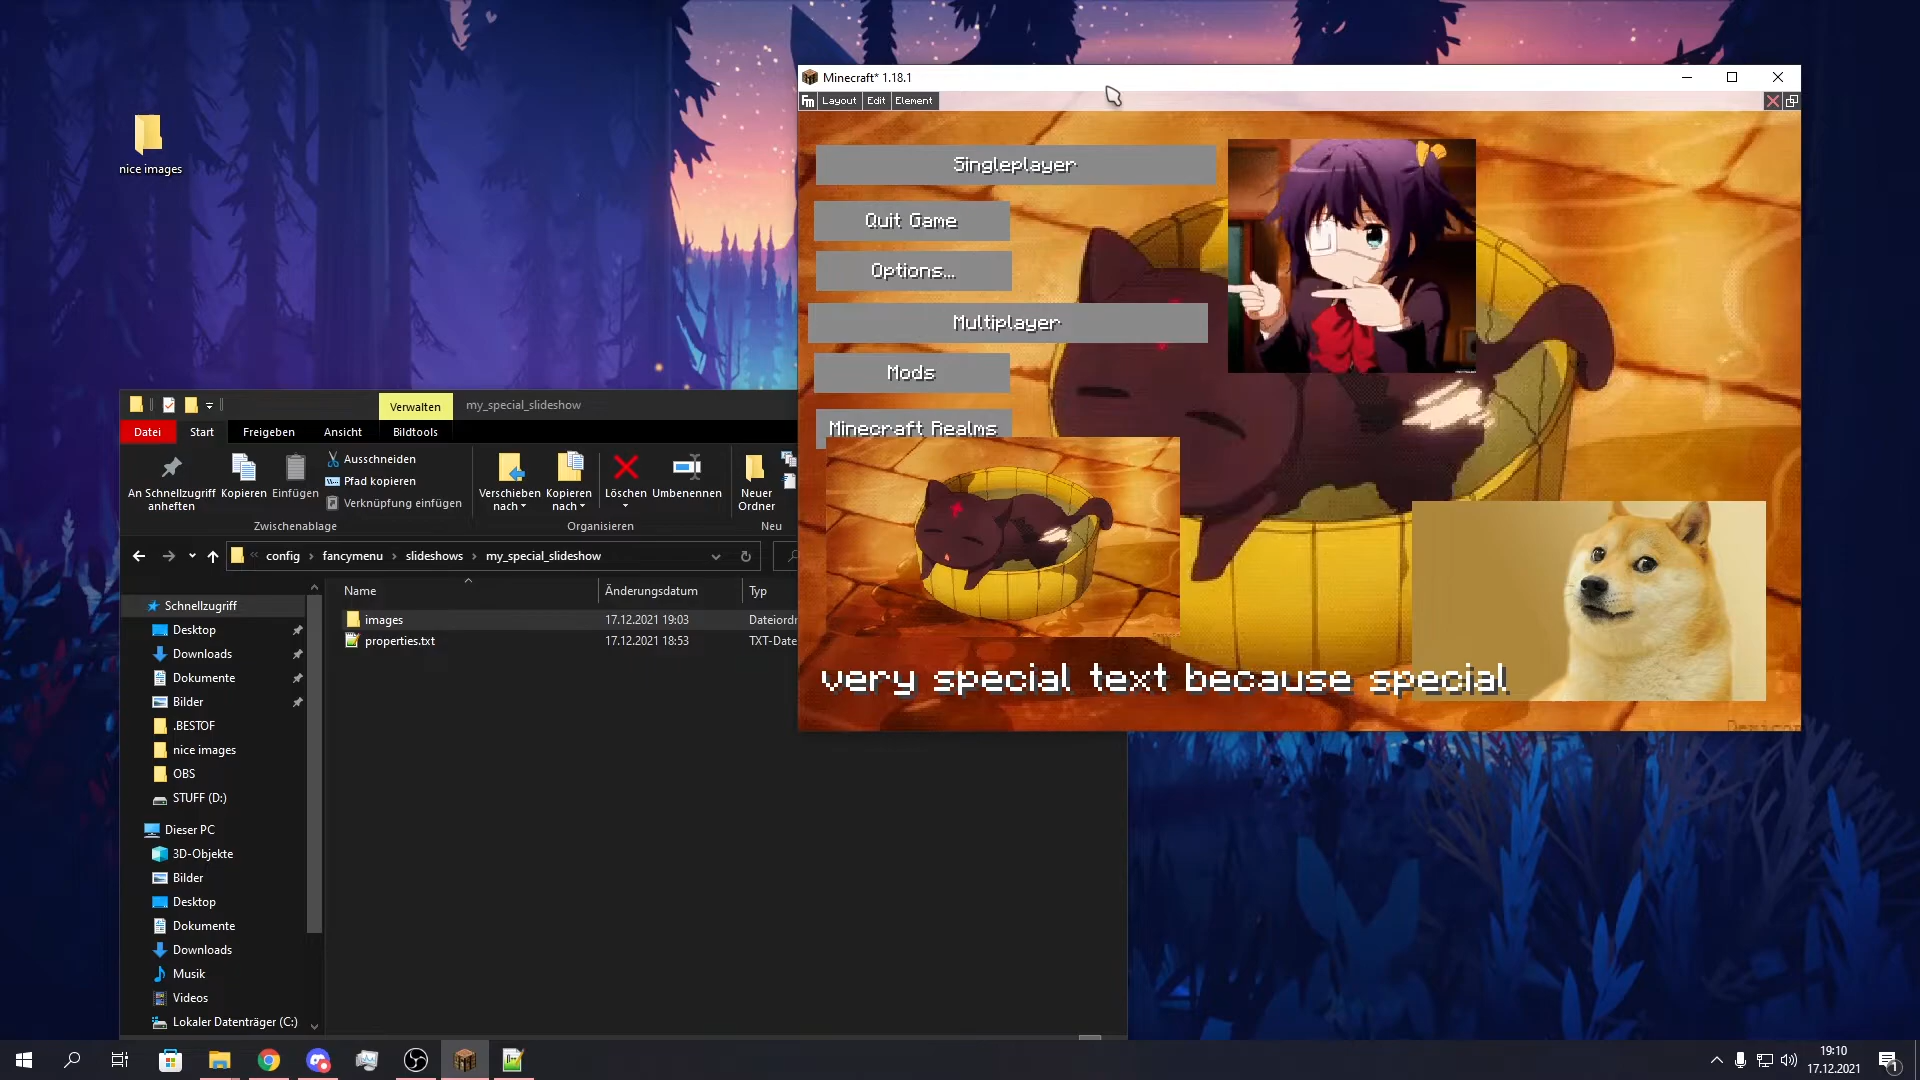 nice images
Minecraft* 1.18.1
Fm Layout Edit Element
Singleplayer
Quit Game
Options...
Multiplayer
Mods
Minecraft Realms
very special text because special
Verwalten my_special_slideshow
Datei Start Freigeben Ansicht Bildtools
An Schnellzugriff anheften
Kopieren
Einfügen
Ausschneiden
Pfad kopieren
Verknüpfung einfügen
Zwischenablage
Verschieben nach
Kopieren nach
Löschen
Umbenennen
Organisieren
Neuer Ordner
Neu
« config › fancymenu › slideshows › my_special_slideshow
Name Änderungsdatum Typ
images 17.12.2021 19:03 Dateiordn
properties.txt 17.12.2021 18:53 TXT-Date
Schnellzugriff
Desktop
Downloads
Dokumente
Bilder
.BESTOF
nice images
OBS
STUFF (D:)
Dieser PC
3D-Objekte
Bilder
Desktop
Dokumente
Downloads
Musik
Videos
Lokaler Datenträger (C:)
19:10
17.12.2021
1